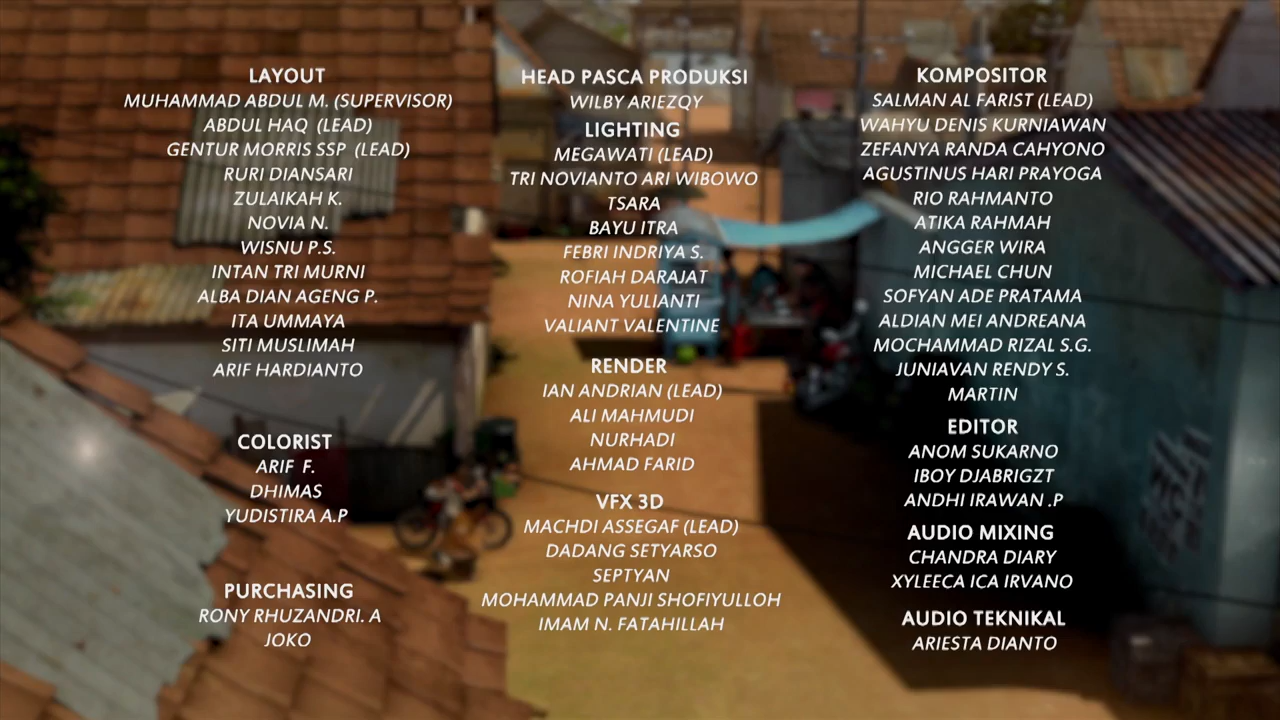 LAYOUT
MUHAMMAD ABDUL M. (SUPERVISOR)
ABDUL HAQ (LEAD)
GENTUR MORRIS SSP (LEAD)
RURI DIANSARI
ZULAIKAH K.
NOVIA N.
WISNU P.S.
INTAN TRI MURNI
ALBA DIAN AGENG P.
ITA UMMAYA
SITI MUSLIMAH
ARIF HARDIANTO
COLORIST
ARIF F.
DHIMAS
YUDISTIRA A.P
PURCHASING
RONY RHUZANDRI. A
JOKO
HEAD PASCA PRODUKSI
WILBY ARIEZQY
LIGHTING
MEGAWATI (LEAD)
TRI NOVIANTO ARI WIBOWO
TSARA
BAYU ITRA
FEBRI INDRIYA S.
ROFIAH DARAJAT
NINA YULIANTI
VALIANT VALENTINE
RENDER
IAN ANDRIAN (LEAD)
ALI MAHMUDI
NURHADI
AHMAD FARID
VFX 3D
MACHDI ASSEGAF (LEAD)
DADANG SETYARSO
SEPTYAN
MOHAMMAD PANJI SHOFIYULLOH
IMAM N. FATAHILLAH
KOMPOSITOR
SALMAN AL FARIST (LEAD)
WAHYU DENIS KURNIAWAN
ZEFANYA RANDA CAHYONO
AGUSTINUS HARI PRAYOGA
RIO RAHMANTO
ATIKA RAHMAH
ANGGER WIRA
MICHAEL CHUN
SOFYAN ADE PRATAMA
ALDIAN MEI ANDREANA
MOCHAMMAD RIZAL S.G.
JUNIAVAN RENDY S.
MARTIN
EDITOR
ANOM SUKARNO
IBOY DJABRIGZT
ANDHI IRAWAN .P
AUDIO MIXING
CHANDRA DIARY
XYLEECA ICA IRVANO
AUDIO TEKNIKAL
ARIESTA DIANTO